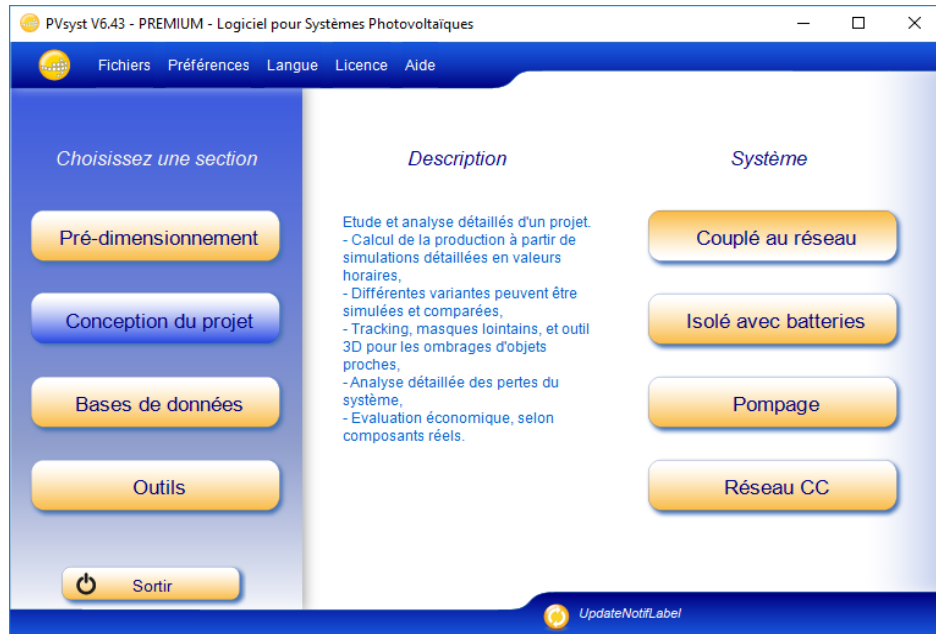 PVsyst V6.43 - PREMIUM - Logiciel pour Systèmes Photovoltaïques
Fichiers Préférences Langue Licence Aide
Choisissez une section
Pré-dimensionnement
Conception du projet
Bases de données
Outils
Sortir
Description
Etude et analyse détaillés d'un projet.
- Calcul de la production à partir de
simulations détaillées en valeurs
horaires,
- Différentes variantes peuvent être
simulées et comparées,
- Tracking, masques lointains, et outil
3D pour les ombrages d'objets
proches,
- Analyse détaillée des pertes du
système,
- Evaluation économique, selon
composants réels.
Système
Couplé au réseau
Isolé avec batteries
Pompage
Réseau CC
UpdateNotifLabel